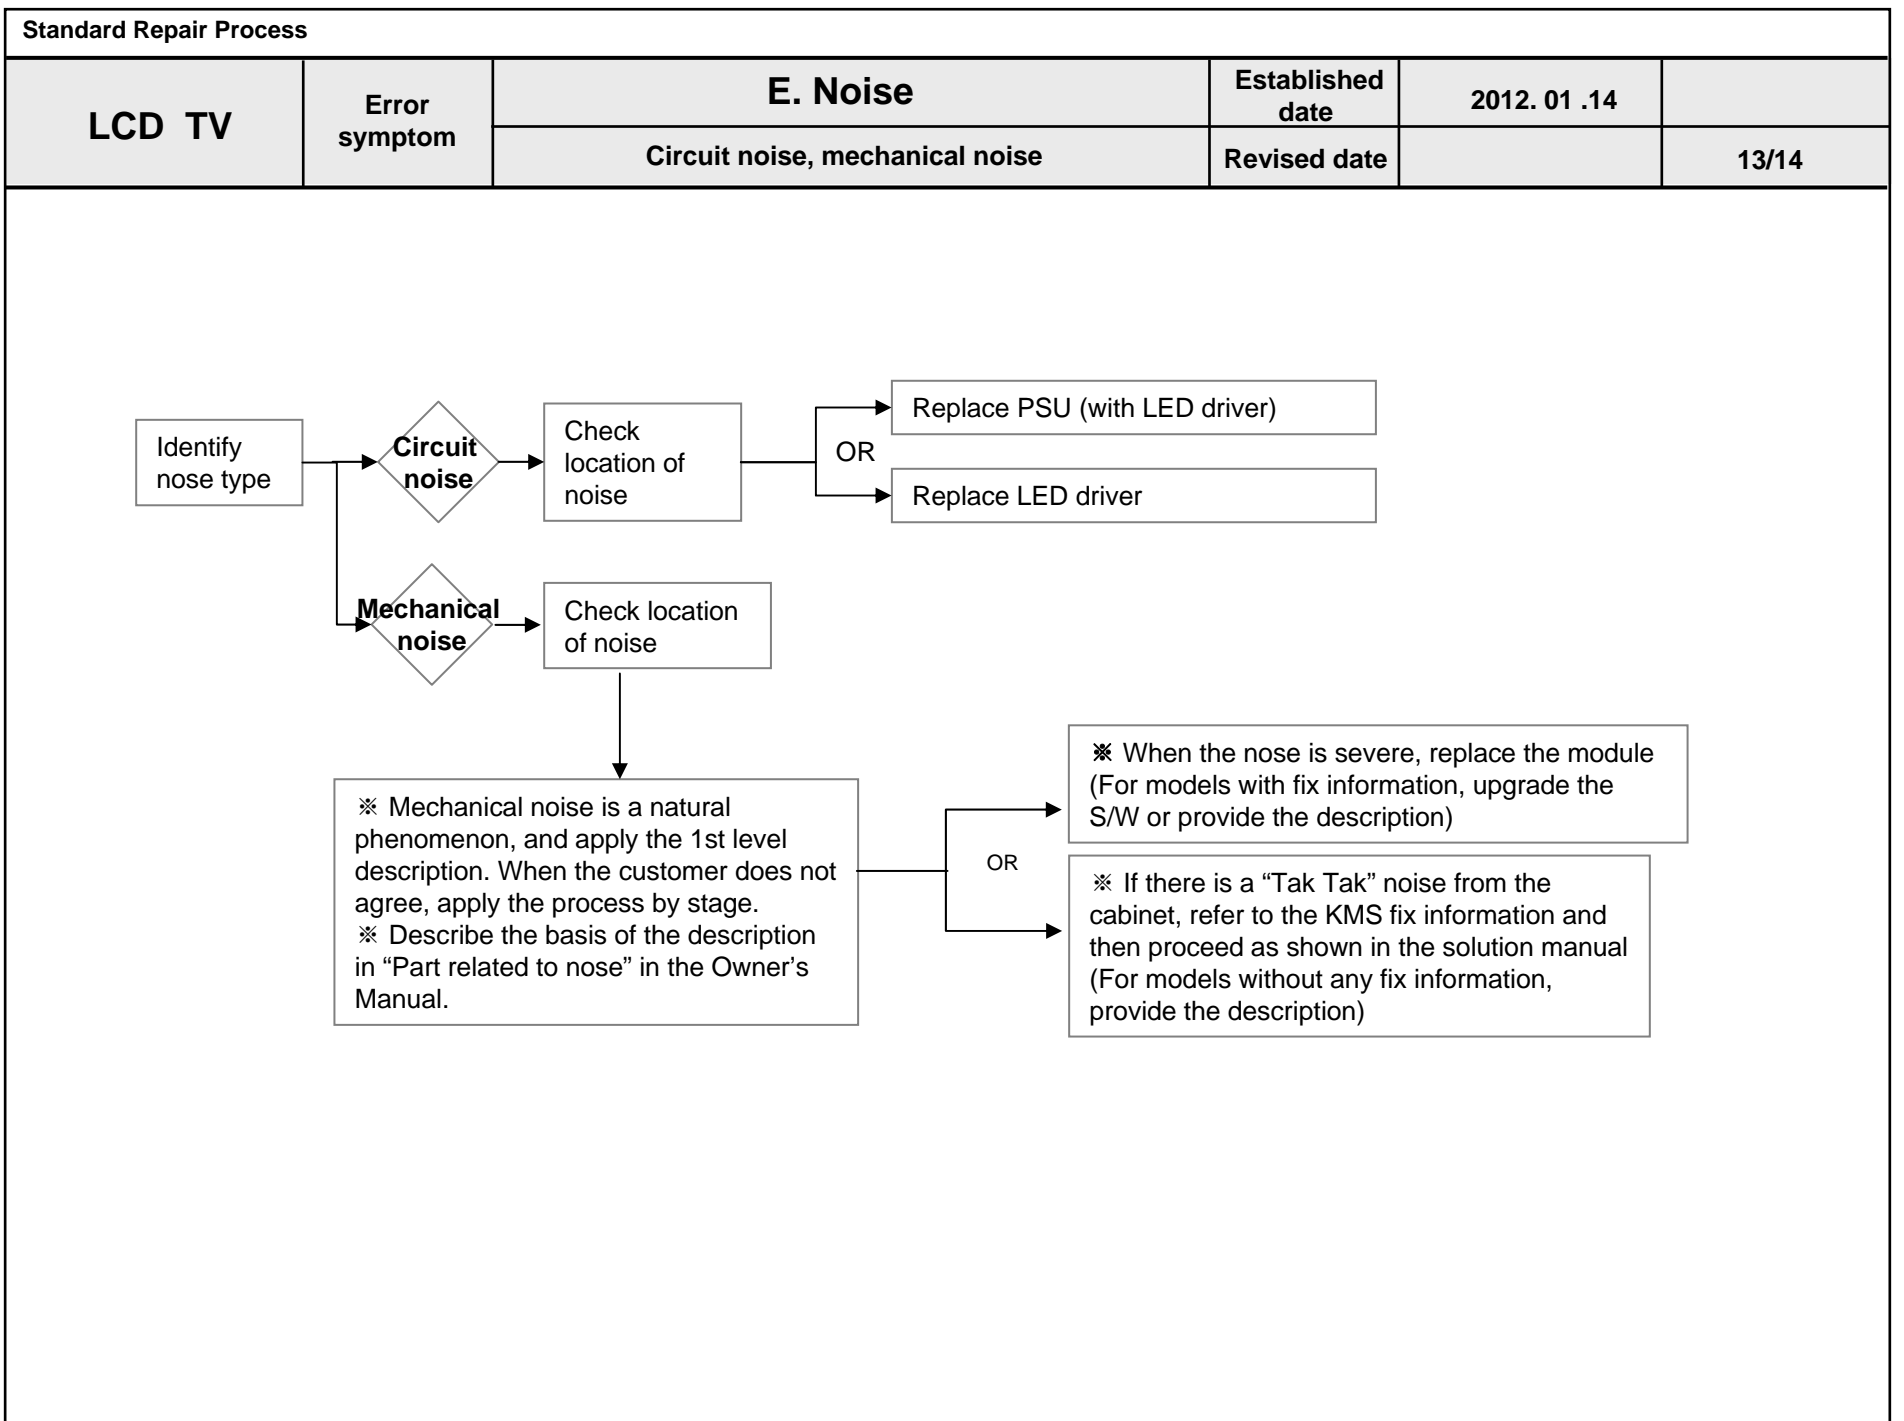 Standard Repair Process
LCD TV
Error
symptom
E. Noise
Circuit noise, mechanical noise
Established
date
2012. 01 .14
Revised date
13/14
Identify
nose type
Circuit
noise
Check
location of
noise
Replace PSU (with LED driver)
OR
Replace LED driver
Mechanical
noise
Check location
of noise
※ Mechanical noise is a natural
phenomenon, and apply the 1st level
description. When the customer does not
agree, apply the process by stage.
※ Describe the basis of the description
in “Part related to nose” in the Owner’s
Manual.
※ When the nose is severe, replace the module
(For models with fix information, upgrade the
S/W or provide the description)
OR
※ If there is a “Tak Tak” noise from the
cabinet, refer to the KMS fix information and
then proceed as shown in the solution manual
(For models without any fix information,
provide the description)